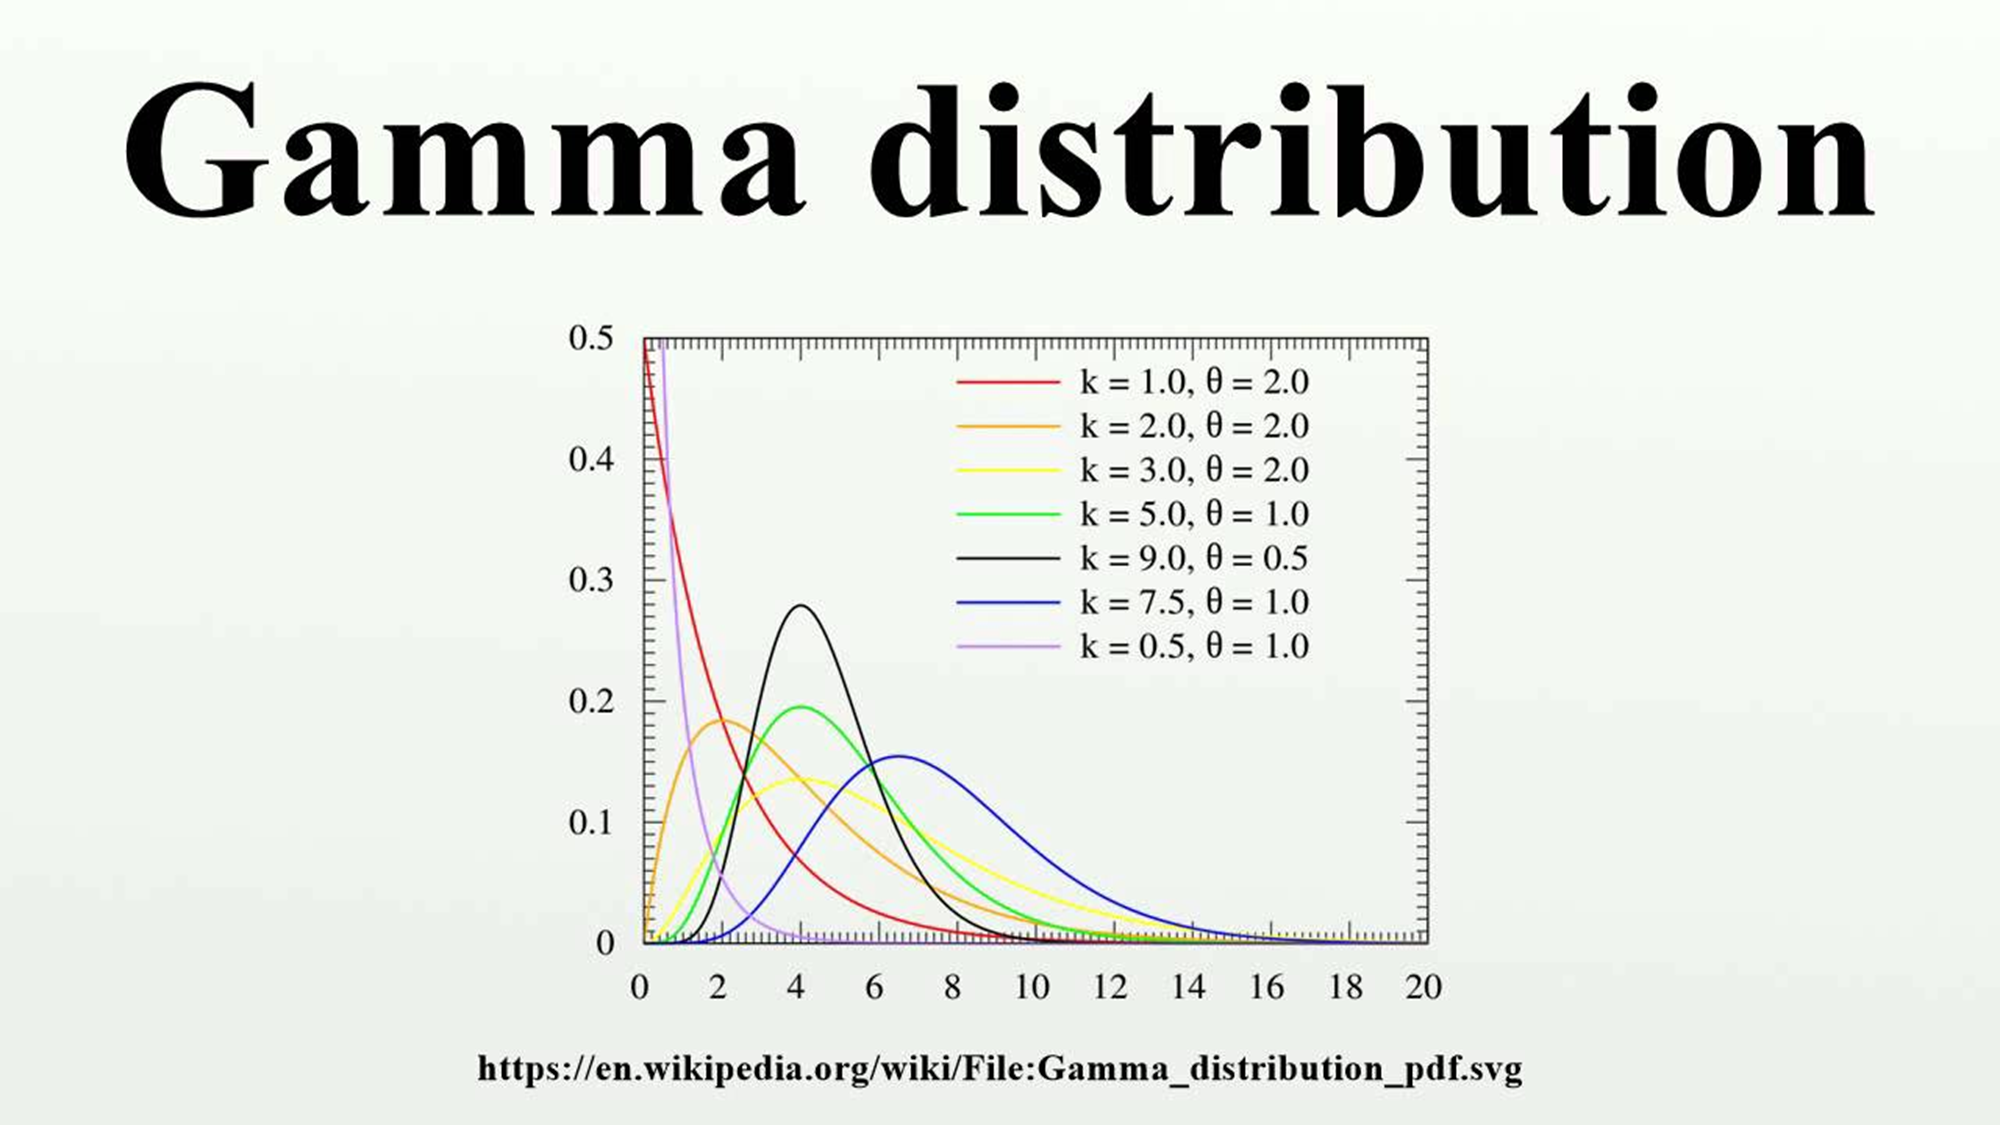 Gamma distribution
0.5
k = 1.0, θ = 2.0
k = 2.0, θ = 2.0
0.4
k = 3.0, θ = 2.0
k = 5.0, θ = 1.0
k = 9.0, θ = 0.5
0.3
k = 7.5, θ = 1.0
k = 0.5, θ = 1.0
0.2
0.1
0
0 2 4 6 8 10 12 14 16 18 20
https://en.wikipedia.org/wiki/File:Gamma_distribution_pdf.svg